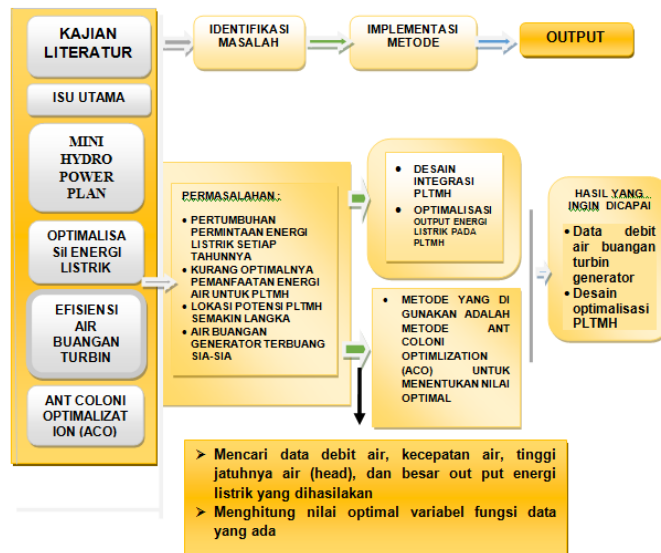 KAJIAN
LITERATUR
IDENTIFIKASI
MASALAH
IMPLEMENTASI
METODE
OUTPUT
ISU UTAMA
MINI
HYDRO
POWER
PLAN
OPTIMALISA
Sil ENERGI
LISTRIK
EFISIENSI
AIR
BUANGAN
TURBIN
ANT COLONI
OPTIMALIZAT
ION (ACO)
PERMASALAHAN :
• PERTUMBUHAN
PERMINTAAN ENERGI
LISTRIK SETIAP
TAHUNNYA
• KURANG OPTIMALNYA
PEMANFAATAN ENERGI
AIR UNTUK PLTMH
• LOKASI POTENSI PLTMH
SEMAKIN LANGKA
• AIR BUANGAN
GENERATOR TERBUANG
SIA-SIA
• DESAIN
INTEGRASI
PLTMH
• OPTIMALISASI
OUTPUT ENERGI
LISTRIK PADA
PLTMH
• METODE YANG DI
GUNAKAN ADALAH
METODE ANT
COLONI
OPTIMLIZATION
(ACO) UNTUK
MENENTUKAN NILAI
OPTIMAL
HASIL YANG
INGIN DICAPAI
• Data debit
air buangan
turbin
generator
• Desain
optimalisasi
PLTMH
➢ Mencari data debit air, kecepatan air, tinggi
jatuhnya air (head), dan besar out put energi
listrik yang dihasilakan
➢ Menghitung nilai optimal variabel fungsi data
yang ada